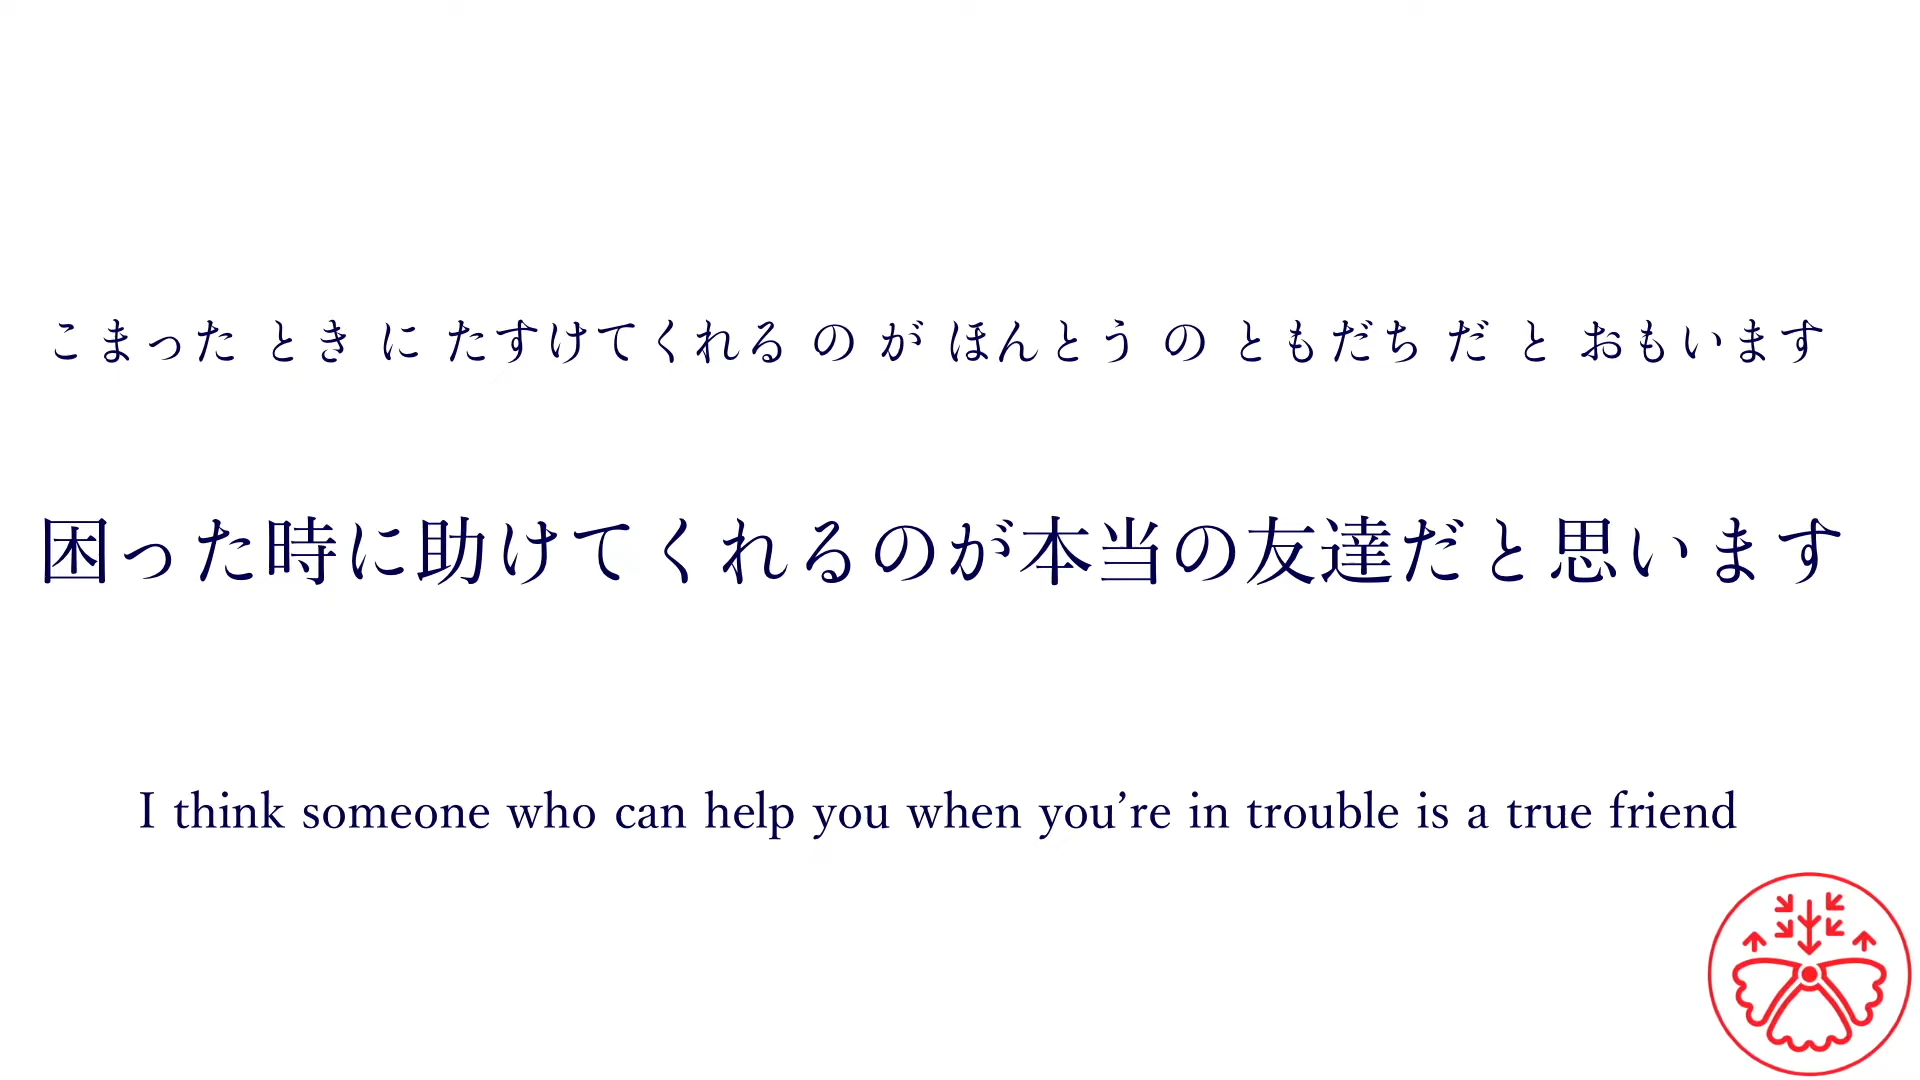 こまった とき に たすけてくれる の が ほんとう の ともだち だ と おもいます
困った時に助けてくれるのが本当の友達だと思います
I think someone who can help you when you’re in trouble is a true friend